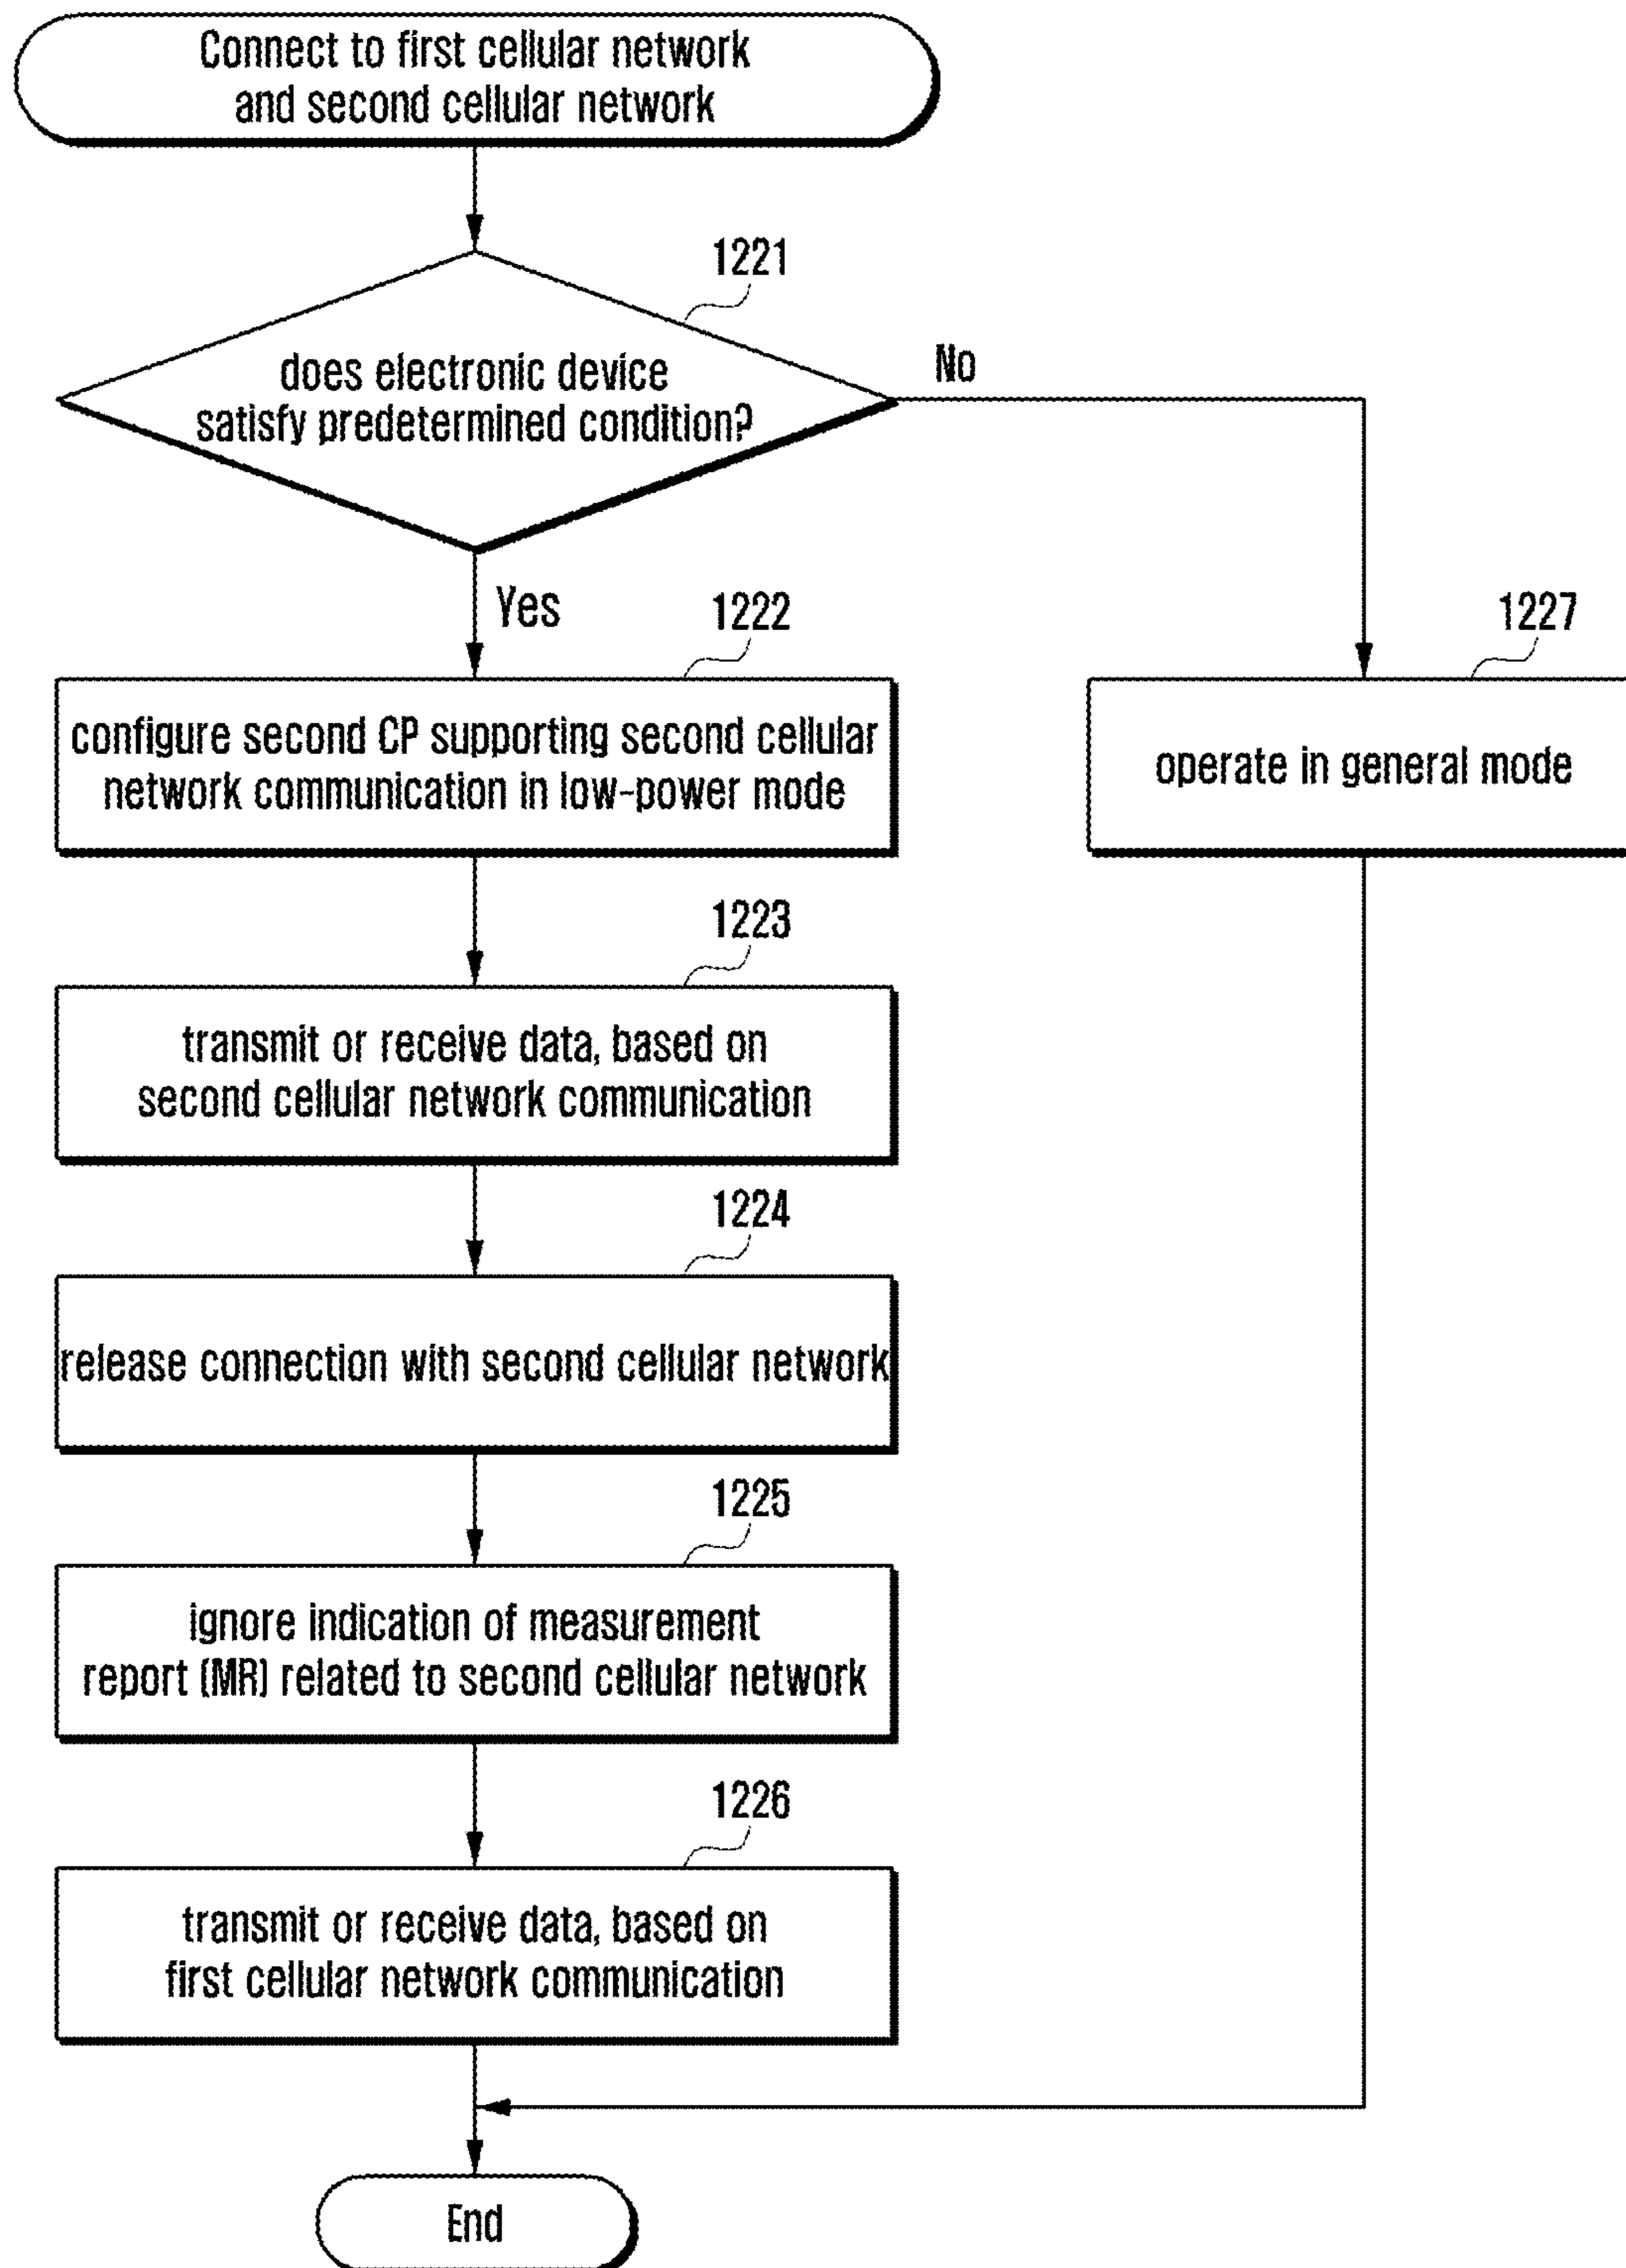 Connect to first cellular network
and second cellular network
1221
does electronic device
satisfy predetermined condition?
No
Yes
1222
configure second CP supporting second cellular
network communication in low-power mode
1227
operate in general mode
1223
transmit or receive data, based on
second cellular network communication
1224
release connection with second cellular network
1225
ignore indication of measurement
report (MR) related to second cellular network
1226
transmit or receive data, based on
first cellular network communication
End